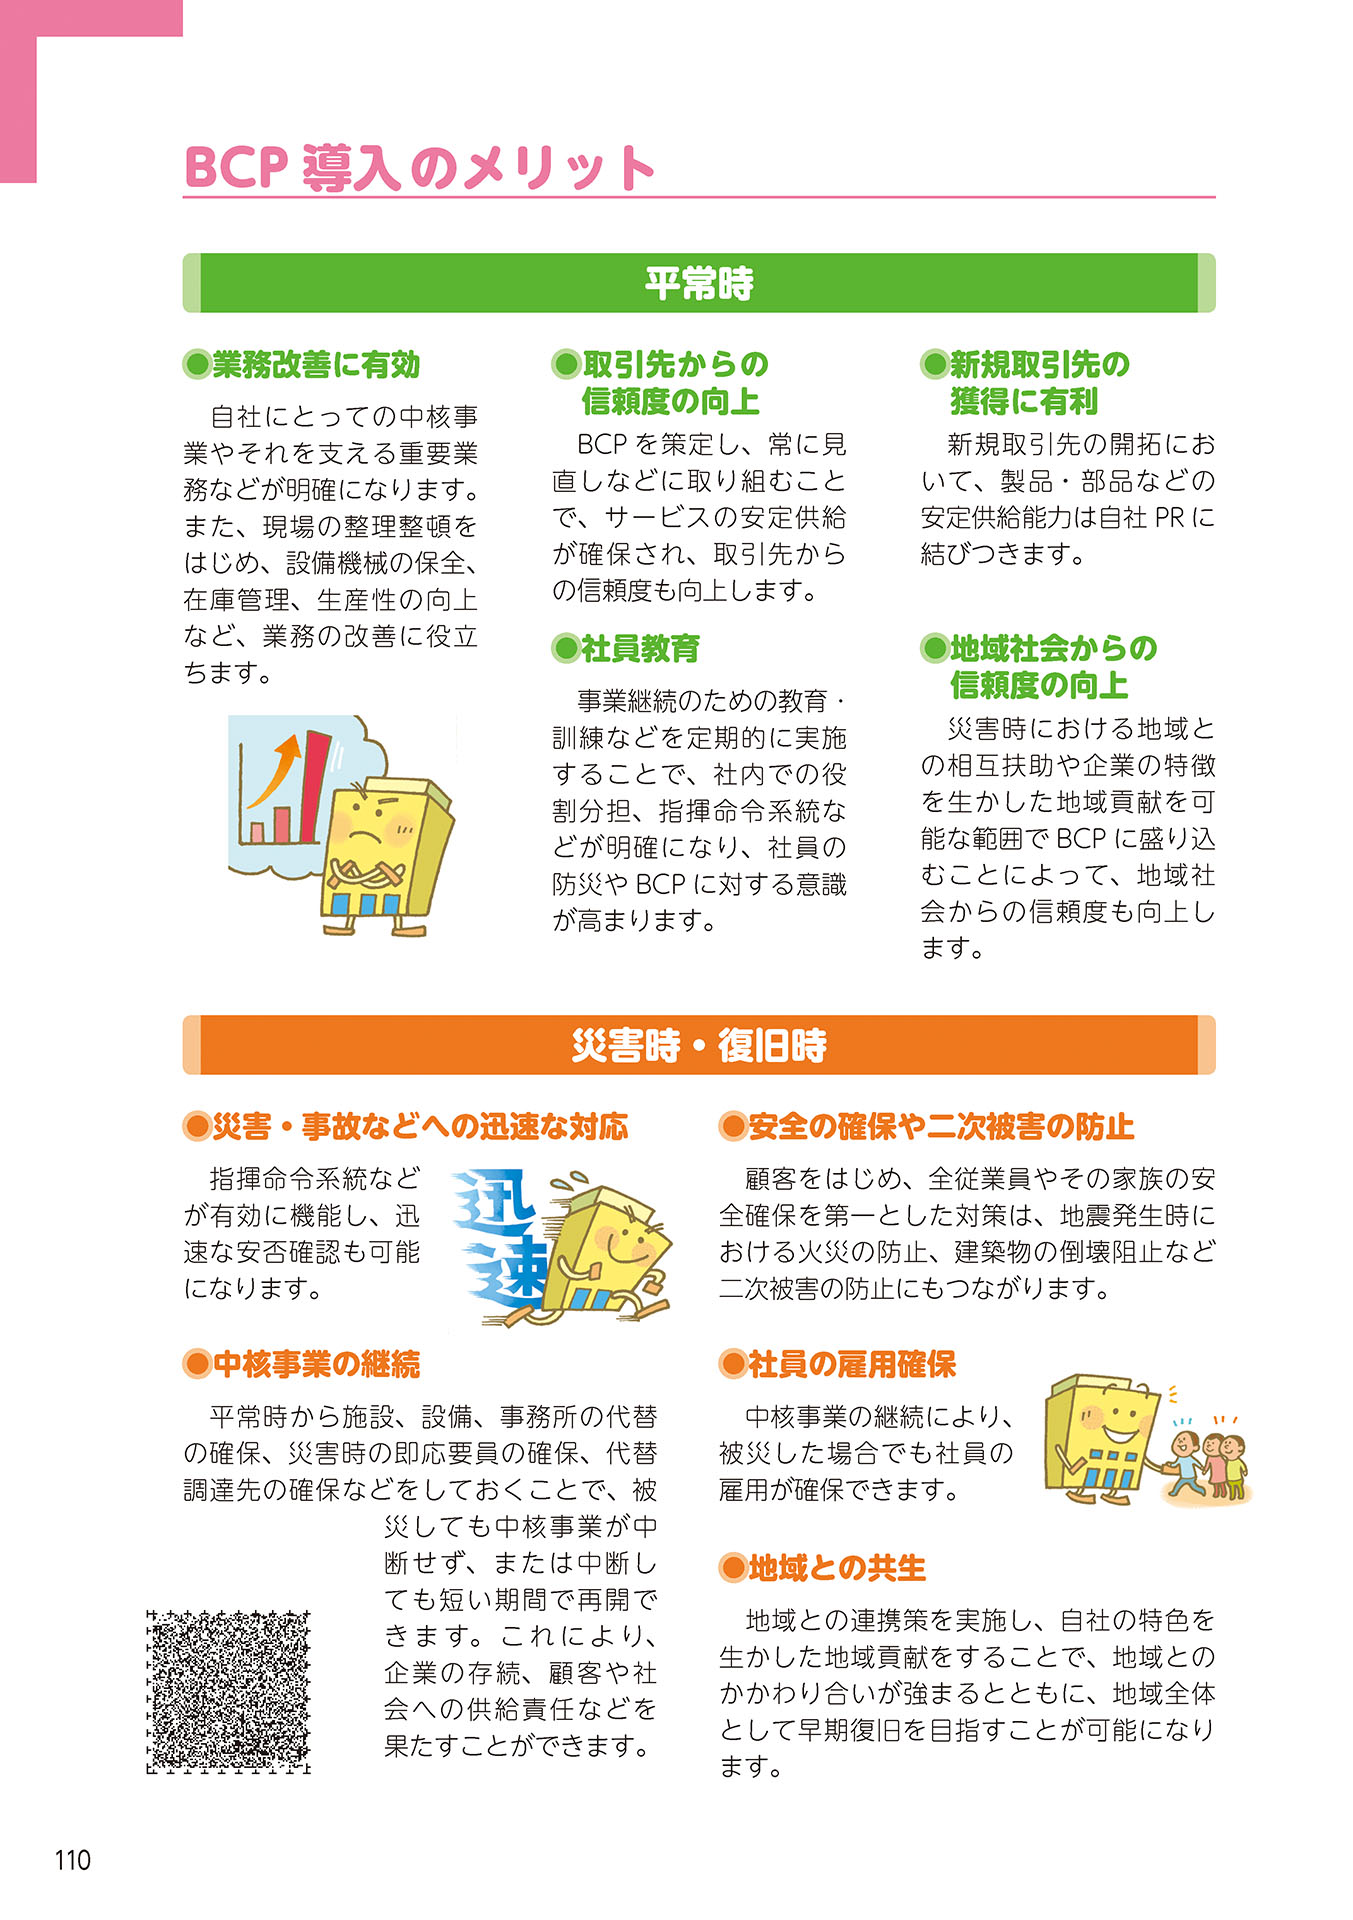 BCP 導入のメリット
平常時
●業務改善に有効
自社にとっての中核事
業やそれを支える重要業
務などが明確になります。
また、現場の整理整頓を
はじめ、設備機械の保全、
在庫管理、生産性の向上
など、業務の改善に役立
ちます。
●取引先からの
信頼度の向上
BCP を策定し、常に見
直しなどに取り組むこと
で、サービスの安定供給
が確保され、取引先から
の信頼度も向上します。
●社員教育
事業継続のための教育・
訓練などを定期的に実施
することで、社内での役
割分担、指揮命令系統な
どが明確になり、社員の
防災や BCP に対する意識
が高まります。
●新規取引先の
獲得に有利
新規取引先の開拓にお
いて、製品・部品などの
安定供給能力は自社 PR に
結びつきます。
●地域社会からの
信頼度の向上
災害時における地域と
の相互扶助や企業の特徴
を生かした地域貢献を可
能な範囲で BCP に盛り込
むことによって、地域社
会からの信頼度も向上し
ます。
災害時・復旧時
●災害・事故などへの迅速な対応
指揮命令系統など
が有効に機能し、迅
速な安否確認も可能
になります。
迅
速
●中核事業の継続
平常時から施設、設備、事務所の代替
の確保、災害時の即応要員の確保、代替
調達先の確保などをしておくことで、被
災しても中核事業が中
断せず、または中断し
ても短い期間で再開で
きます。これにより、
企業の存続、顧客や社
会への供給責任などを
果たすことができます。
●安全の確保や二次被害の防止
顧客をはじめ、全従業員やその家族の安
全確保を第一とした対策は、地震発生時に
おける火災の防止、建築物の倒壊阻止など
二次被害の防止にもつながります。
●社員の雇用確保
中核事業の継続により、
被災した場合でも社員の
雇用が確保できます。
●地域との共生
地域との連携策を実施し、自社の特色を
生かした地域貢献をすることで、地域との
かかわり合いが強まるとともに、地域全体
として早期復旧を目指すことが可能になり
ます。
110